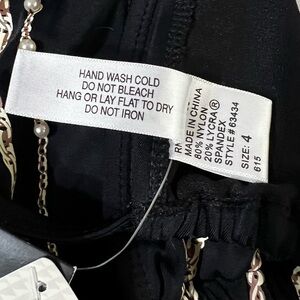 HAND WASH COLD
DO NOT BLEACH
HANG OR LAY FLAT TO DRY
DO NOT IRON
RN
MADE IN CHINA
80% NYLON
20% LYCRA®
SPANDEX
STYLE#63434
SIZE: 4
615